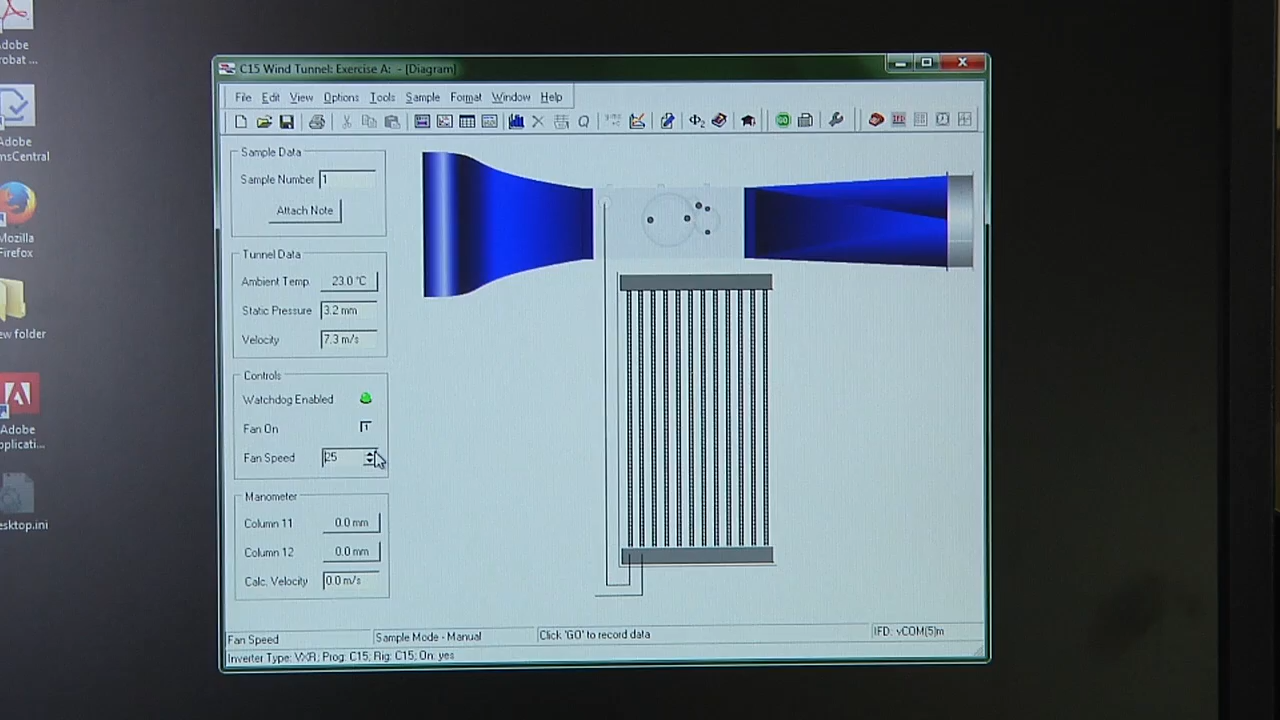 Adobe
robat ...
Adobe
msCentral
Mozilla
Firefox
ew folder
Adobe
plicati...
esktop.ini
C15 Wind Tunnel: Exercise A: - [Diagram]
File Edit View Options Tools Sample Format Window Help
Sample Data
Sample Number 1
Attach Note
Tunnel Data
Ambient Temp. 23.0 °C
Static Pressure 3.2 mm
Velocity 7.3 m/s
Controls
Watchdog Enabled
Fan On 1
Fan Speed 25
Manometer
Column 11 0.0 mm
Column 12 0.0 mm
Calc. Velocity 0.0 m/s
Fan Speed Sample Mode - Manual Click 'GO' to record data IFD: vCOM(5)m
Inverter Type: VXR; Prog: C15; Rig: C15; On: yes